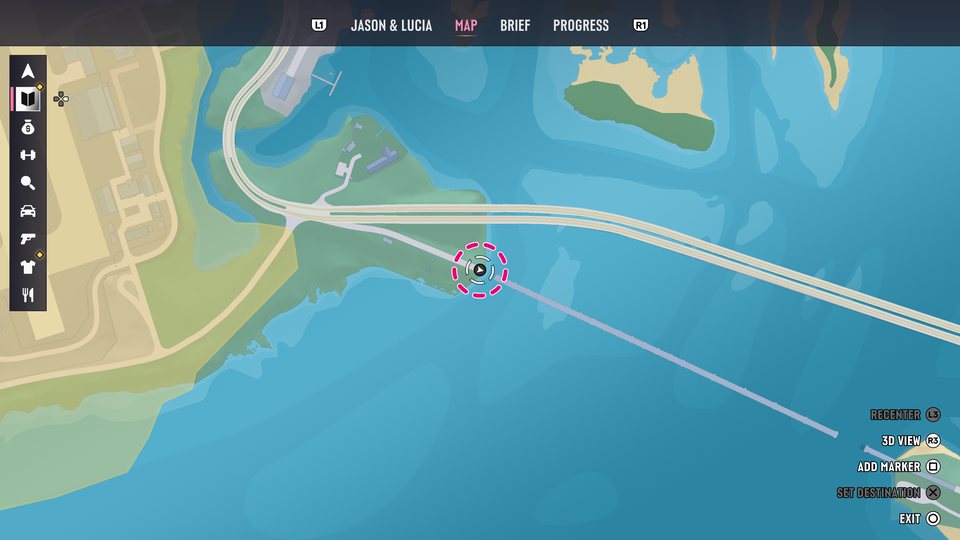 L1 JASON & LUCIA MAP BRIEF PROGRESS R1
RECENTER L3
3D VIEW R3
ADD MARKER
SET DESTINATION
EXIT